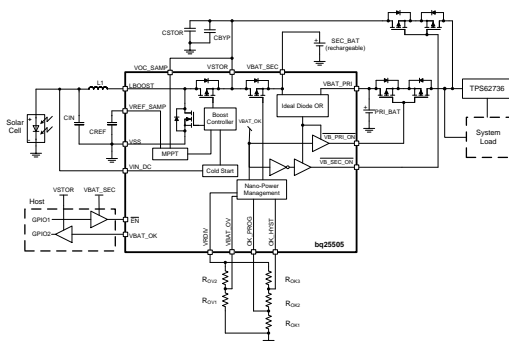 CSTOR
CBYP
SEC_BAT
(rechargeable)
VOC_SAMP
VSTOR
VBAT_SEC
L1
LBOOST
VBAT_PRI
TPS62736
Solar
Cell
+
-
CIN
CREF
VREF_SAMP
Boost
Controller
VBAT_OK
Ideal Diode OR
PRI_BAT
System
Load
VSS
MPPT
VB_PRI_ON
VB_SEC_ON
VIN_DC
Cold Start
Nano-Power
Management
Host
VSTOR
VBAT_SEC
GPIO1
EN
GPIO2
VBAT_OK
VRDIV
VBAT_OV
OK_PROG
OK_HYST
bq25505
ROV2
ROK3
ROV1
ROK2
ROK1